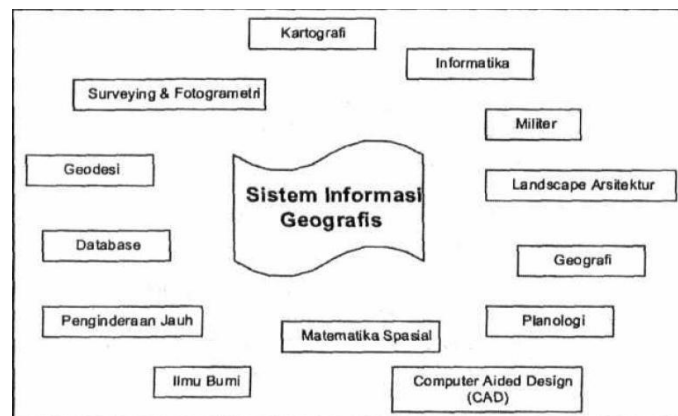 Kartografi
Informatika
Surveying & Fotogrametri
Militer
Geodesi
Landscape Arsitektur
Sistem Informasi
Geografis
Database
Geografi
Penginderaan Jauh
Planologi
Matematika Spasial
Ilmu Bumi
Computer Aided Design
(CAD)